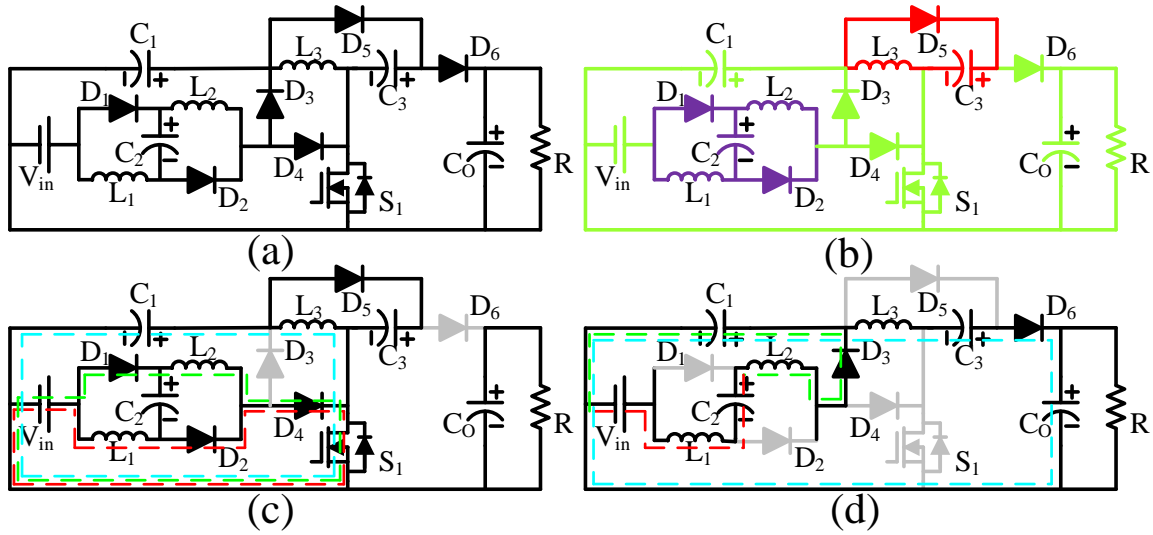 C1 L3 D5 C3 D6
D1 L2 D3
Vin C2 D4 CO R
L1 D2 S1
(a)
C1 L3 D5 C3 D6
D1 L2 D3
Vin C2 D4 CO R
L1 D2 S1
(b)
C1 L3 D5 C3 D6
D1 L2 D3
Vin C2 D4 CO R
L1 D2 S1
(c)
C1 L3 D5 C3 D6
D1 L2 D3
Vin C2 D4 CO R
L1 D2 S1
(d)